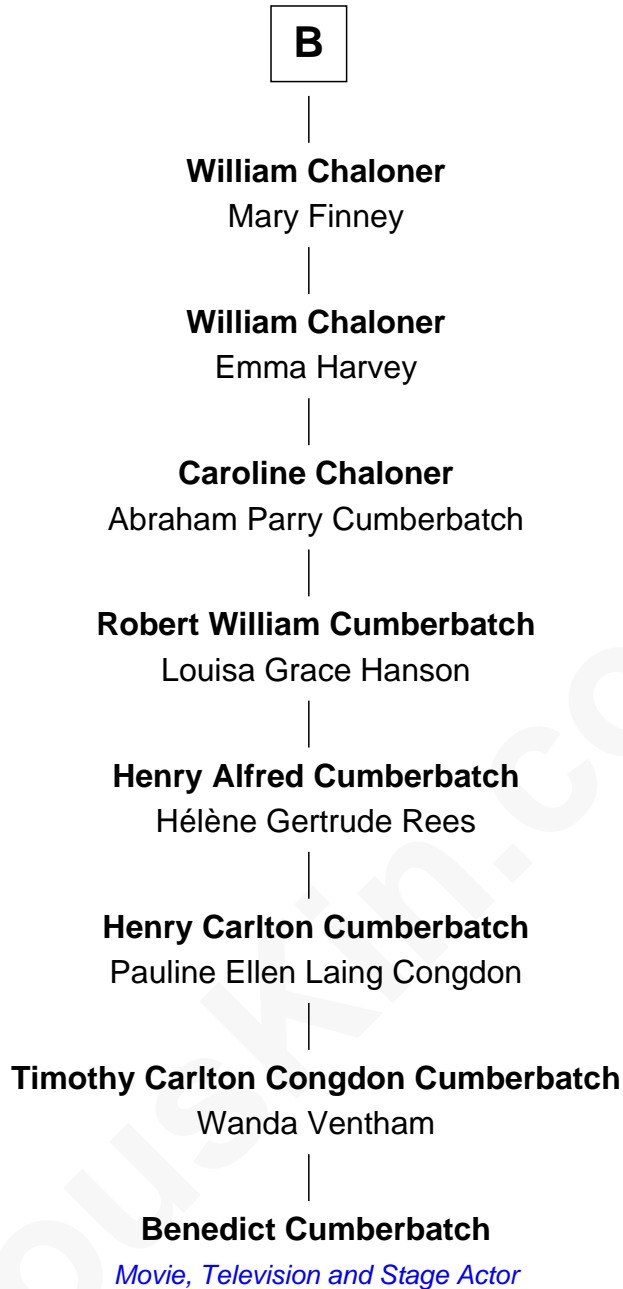 B
William Chaloner
Mary Finney
William Chaloner
Emma Harvey
Caroline Chaloner
Abraham Parry Cumberbatch
Robert William Cumberbatch
Louisa Grace Hanson
Henry Alfred Cumberbatch
Hélène Gertrude Rees
Henry Carlton Cumberbatch
Pauline Ellen Laing Congdon
Timothy Carlton Congdon Cumberbatch
Wanda Ventham
Benedict Cumberbatch
Movie, Television and Stage Actor